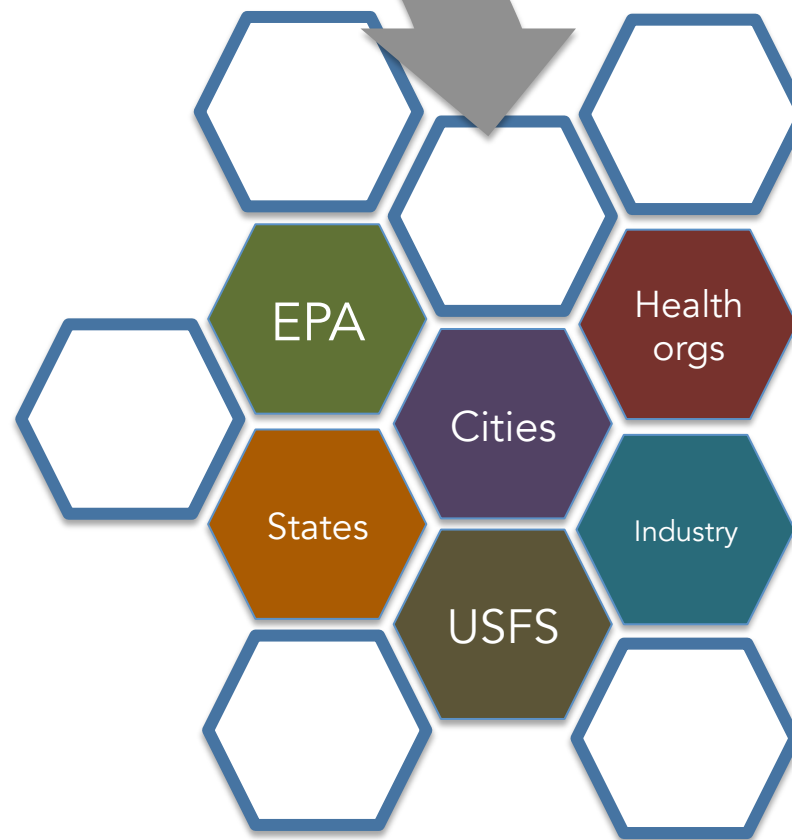 EPA
Health
orgs
Cities
States
Industry
USFS